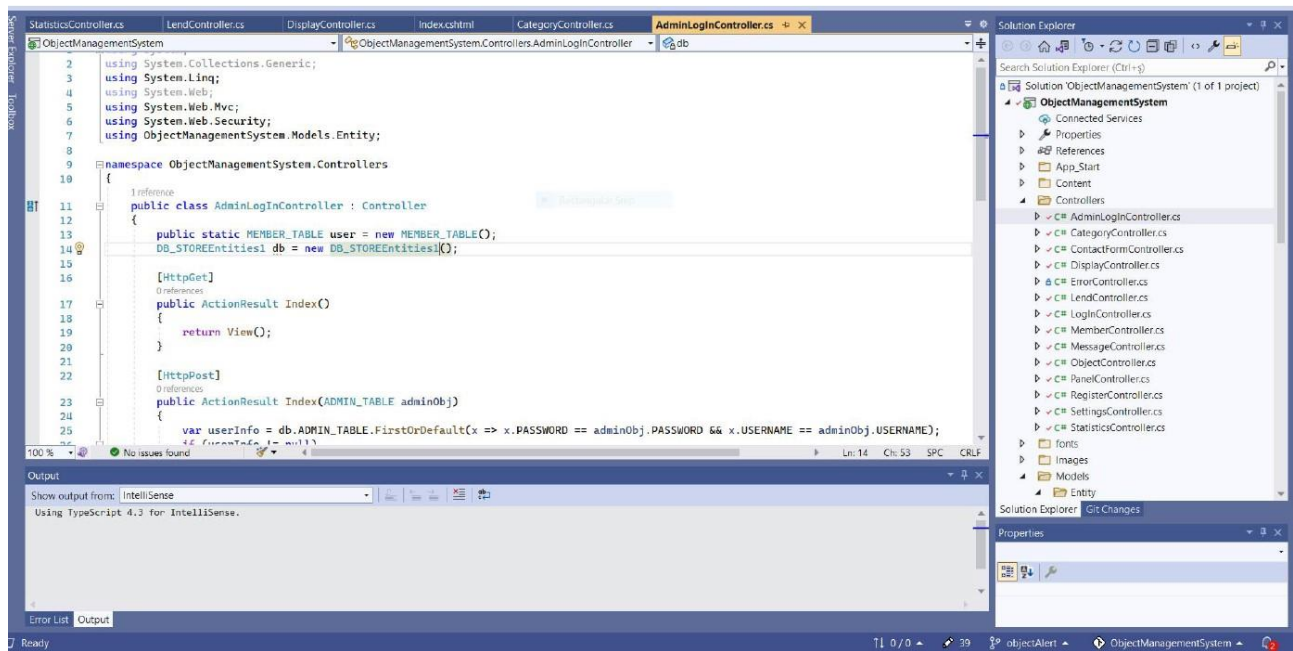 Server Explorer
Toolbox
StatisticsController.cs LendController.cs DisplayController.cs Index.cshtml CategoryController.cs AdminLogInController.cs
ObjectManagementSystem ObjectManagementSystem.Controllers.AdminLogInController db
2 using System.Collections.Generic;
3 using System.Linq;
4 using System.Web;
5 using System.Web.Mvc;
6 using System.Web.Security;
7 using ObjectManagementSystem.Models.Entity;
8
9 namespace ObjectManagementSystem.Controllers
10 {
1 reference
11 public class AdminLogInController : Controller
12 {
13 public static MEMBER_TABLE user = new MEMBER_TABLE();
14 DB_STOREEntities1 db = new DB_STOREEntities1();
15
16 [HttpGet]
0 references
17 public ActionResult Index()
18 {
19 return View();
20 }
21
22 [HttpPost]
0 references
23 public ActionResult Index(ADMIN_TABLE adminObj)
24 {
25 var userInfo = db.ADMIN_TABLE.FirstOrDefault(x => x.PASSWORD == adminObj.PASSWORD && x.USERNAME == adminObj.USERNAME);
26 if (userInfo != null)
100 % No issues found Ln: 14 Ch: 53 SPC CRLF
Output
Show output from: IntelliSense
Using TypeScript 4.3 for IntelliSense.
Error List Output
Solution Explorer
Search Solution Explorer (Ctrl+ş)
Solution 'ObjectManagementSystem' (1 of 1 project)
ObjectManagementSystem
Connected Services
Properties
References
App_Start
Content
Controllers
C# AdminLogInController.cs
C# CategoryController.cs
C# ContactFormController.cs
C# DisplayController.cs
C# ErrorController.cs
C# LendController.cs
C# LogInController.cs
C# MemberController.cs
C# MessageController.cs
C# ObjectController.cs
C# PanelController.cs
C# RegisterController.cs
C# SettingsController.cs
C# StatisticsController.cs
fonts
Images
Models
Entity
Solution Explorer Git Changes
Properties
Ready 0 / 0 39 objectAlert ObjectManagementSystem 2